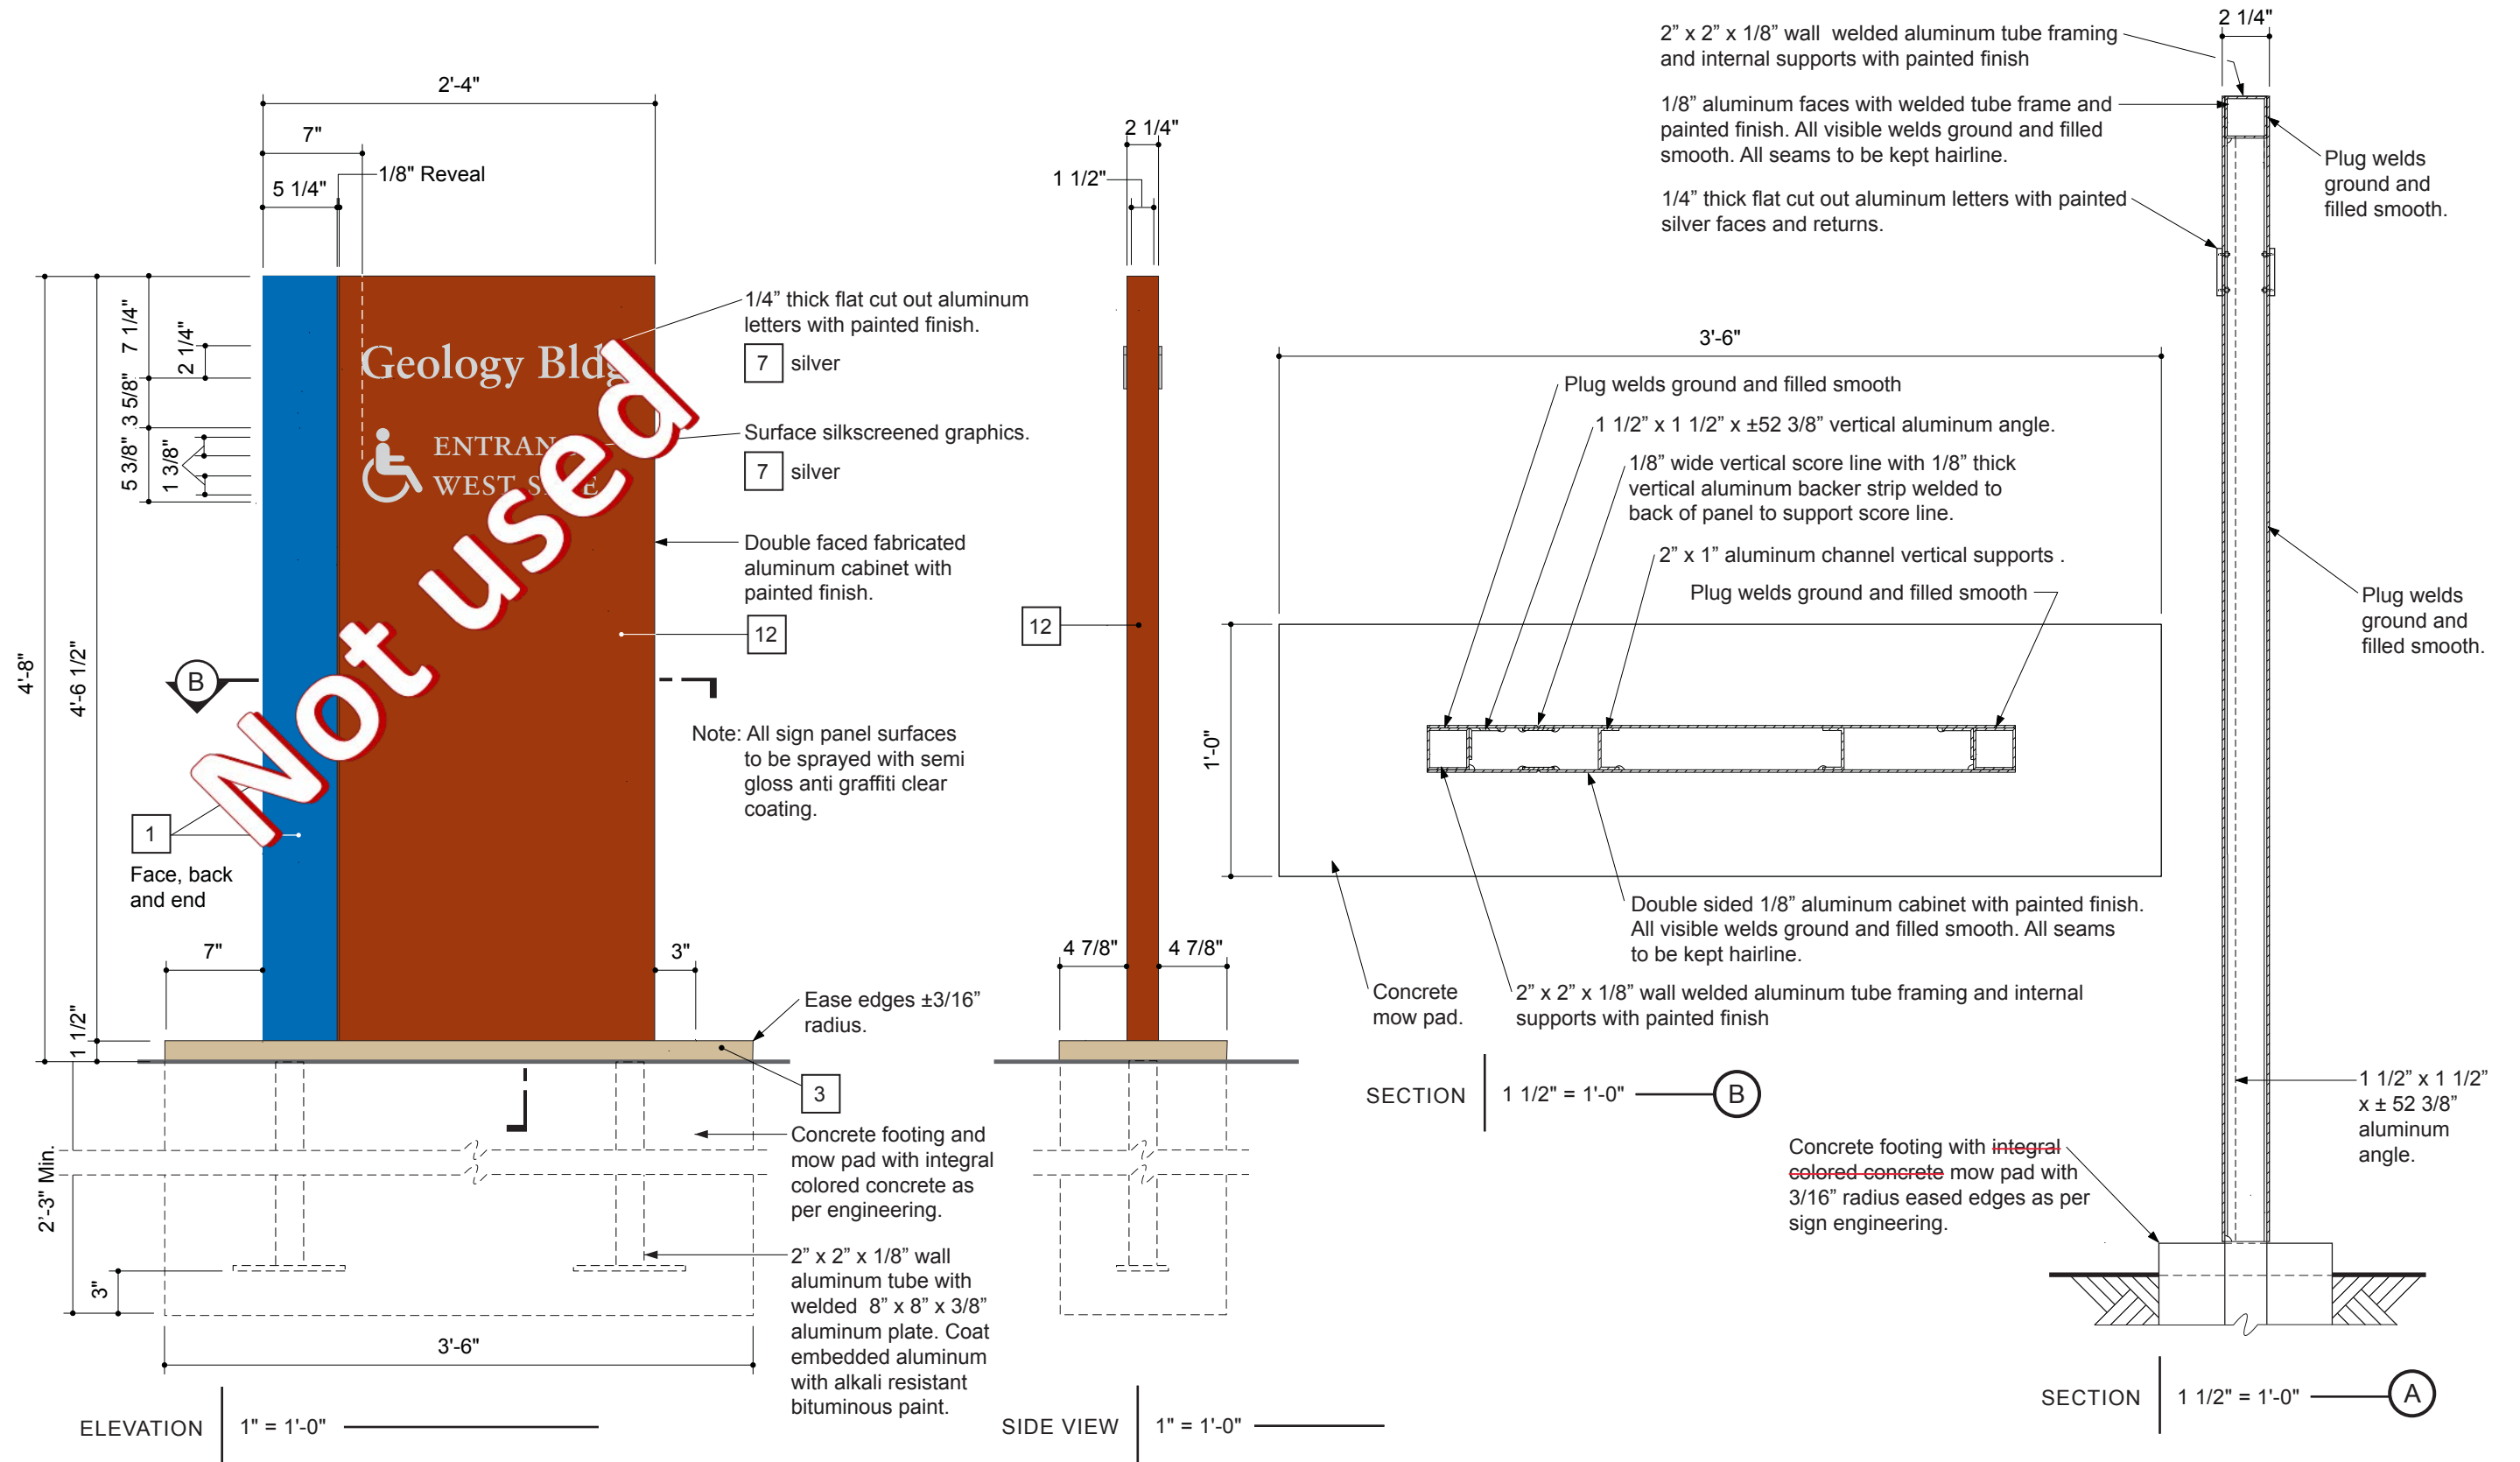 2'-4"
7"
1/8" Reveal
5 1/4"
4'-8"
4'-6 1/2"
1 1/2"
7 1/4"
2 1/4"
3 5/8"
5 3/8"
1 3/8"
Geology Bldg
ENTRAN
WEST S E
Not used
1/4” thick flat cut out aluminum
letters with painted finish.
7 silver
Surface silkscreened graphics.
7 silver
Double faced fabricated
aluminum cabinet with
painted finish.
12
B
Note: All sign panel surfaces
to be sprayed with semi
gloss anti graffiti clear
coating.
1
Face, back
and end
7"
3"
Ease edges ±3/16”
radius.
3
Concrete footing and
mow pad with integral
colored concrete as
per engineering.
2” x 2” x 1/8” wall
aluminum tube with
welded 8” x 8” x 3/8”
aluminum plate. Coat
embedded aluminum
with alkali resistant
bituminous paint.
2'-3" Min.
3"
3'-6"
ELEVATION 1" = 1'-0"
2 1/4"
1 1/2"
12
4 7/8"
4 7/8"
SIDE VIEW 1" = 1'-0"
3'-6"
Plug welds ground and filled smooth
1 1/2” x 1 1/2” x ±52 3/8” vertical aluminum angle.
1/8” wide vertical score line with 1/8” thick
vertical aluminum backer strip welded to
back of panel to support score line.
2” x 1” aluminum channel vertical supports .
Plug welds ground and filled smooth
1'-0"
Double sided 1/8” aluminum cabinet with painted finish.
All visible welds ground and filled smooth. All seams
to be kept hairline.
Concrete
mow pad.
2” x 2” x 1/8” wall welded aluminum tube framing and internal
supports with painted finish
SECTION 1 1/2" = 1'-0" B
2 1/4"
2” x 2” x 1/8” wall welded aluminum tube framing
and internal supports with painted finish
1/8” aluminum faces with welded tube frame and
painted finish. All visible welds ground and filled
smooth. All seams to be kept hairline.
1/4” thick flat cut out aluminum letters with painted
silver faces and returns.
Plug welds
ground and
filled smooth.
Plug welds
ground and
filled smooth.
1 1/2” x 1 1/2”
x ± 52 3/8”
aluminum
angle.
Concrete footing with integral
colored concrete mow pad with
3/16” radius eased edges as per
sign engineering.
SECTION 1 1/2" = 1'-0" A